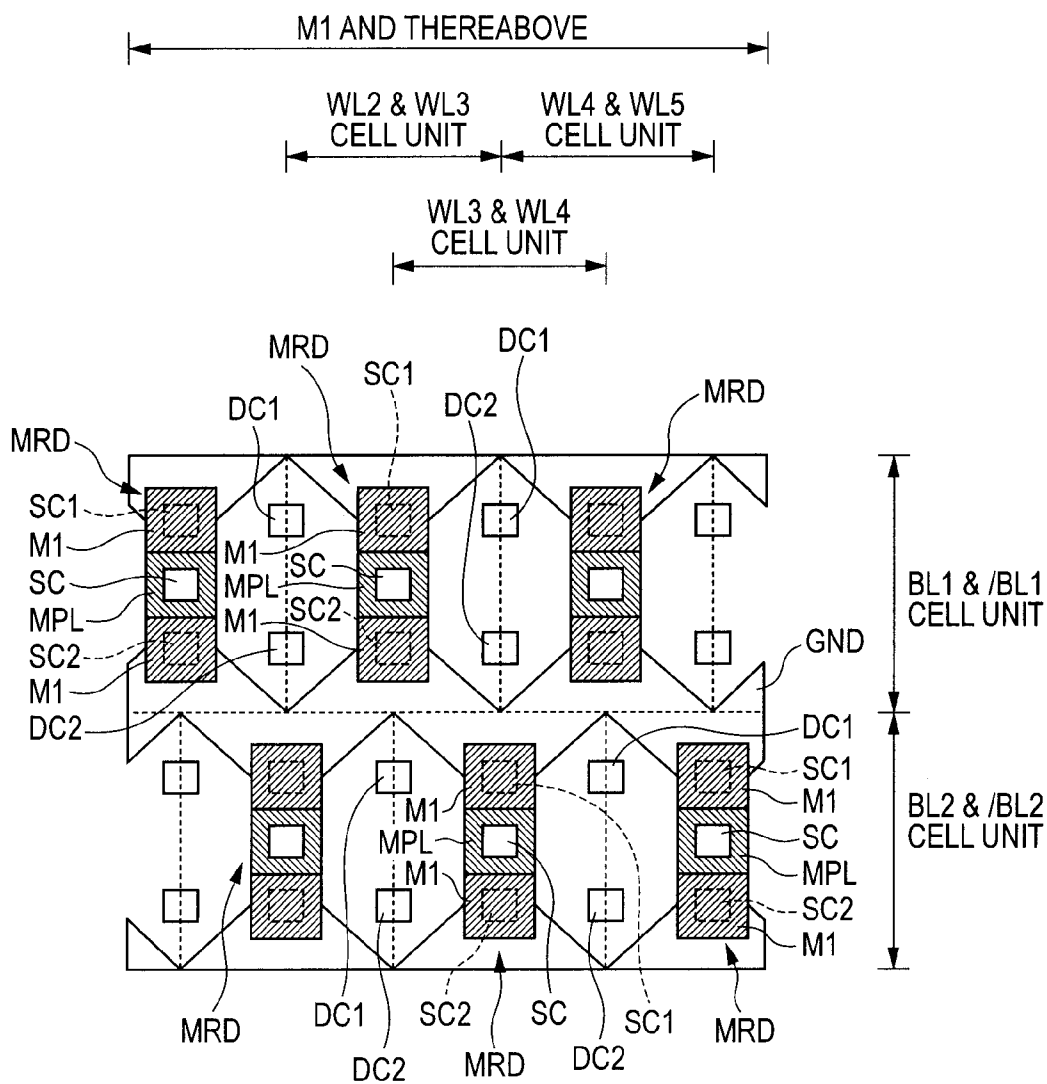 M1 AND THEREABOVE
WL2 & WL3
CELL UNIT
WL4 & WL5
CELL UNIT
WL3 & WL4
CELL UNIT
DC1
MRD
SC1
DC2
MRD
DC1
MRD
SC1
M1
SC
MPL
SC2
M1
DC2
M1
SC
MPL
SC2
M1
BL1 & /BL1
CELL UNIT
GND
DC1
SC1
M1
SC
MPL
SC2
M1
BL2 & /BL2
CELL UNIT
M1
MPL
M1
MRD
DC1
DC2
SC2
MRD
SC
DC2
SC1
MRD